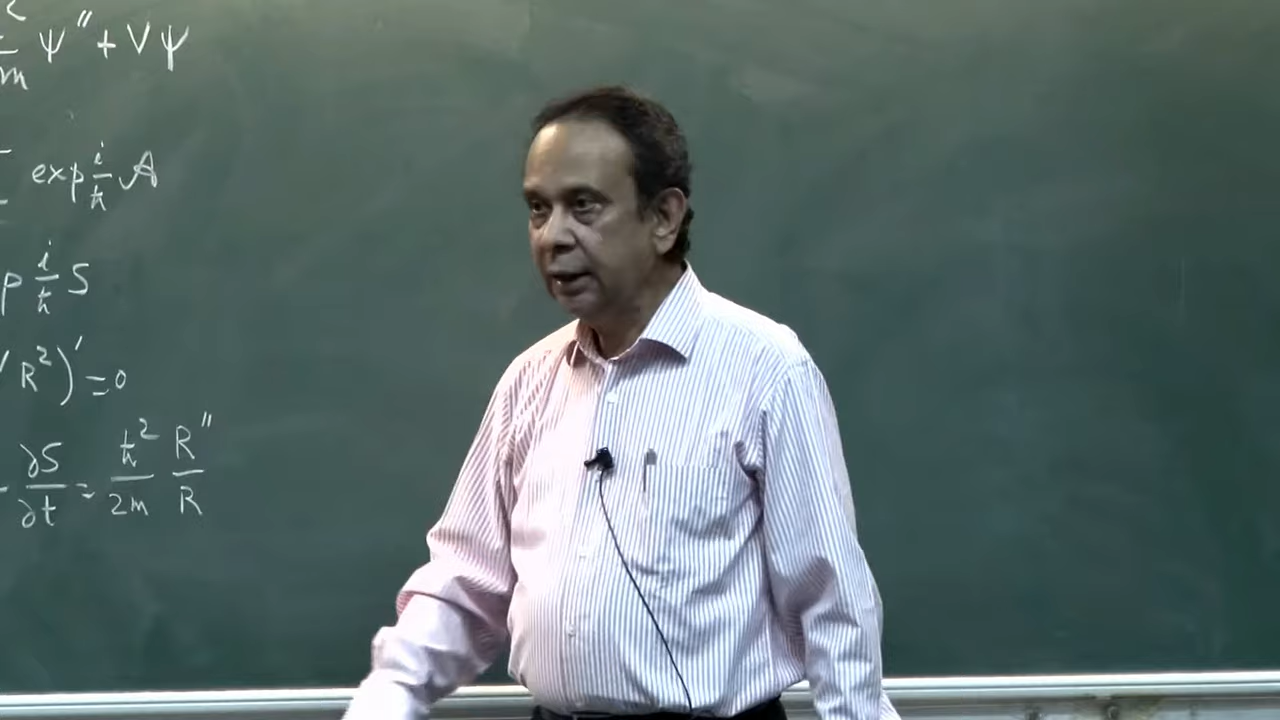 m ψ″ + Vψ
exp i/ħ A
p i/ħ S
R²)′ = 0
∂S/∂t = ħ²/2m R″/R